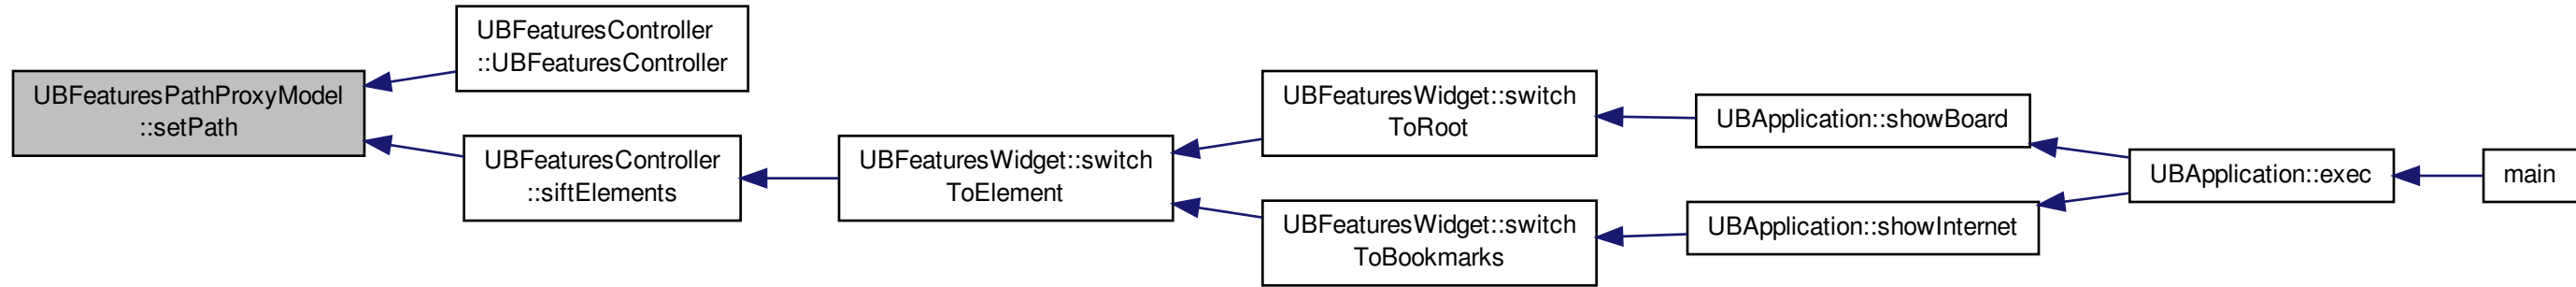 UBFeaturesPathProxyModel
::setPath
UBFeaturesController
::UBFeaturesController
UBFeaturesController
::siftElements
UBFeaturesWidget::switch
ToElement
UBFeaturesWidget::switch
ToRoot
UBFeaturesWidget::switch
ToBookmarks
UBApplication::showBoard
UBApplication::showInternet
UBApplication::exec
main